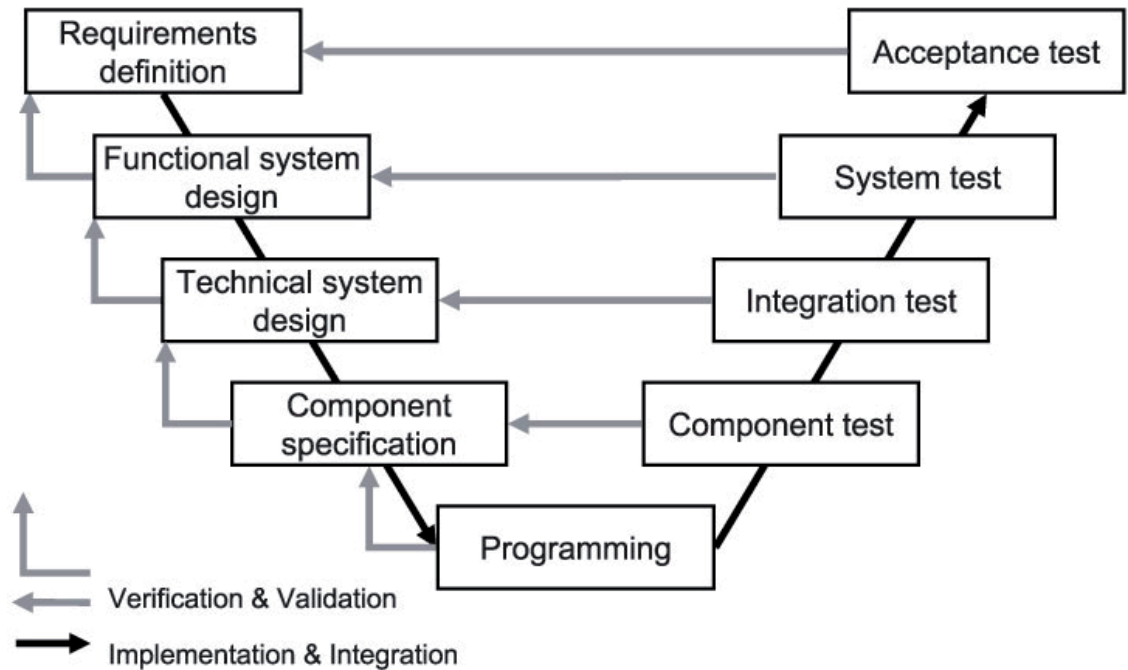 Requirements
definition
Acceptance test
Functional system
design
System test
Technical system
design
Integration test
Component
specification
Component test
Programming
Verification & Validation
Implementation & Integration